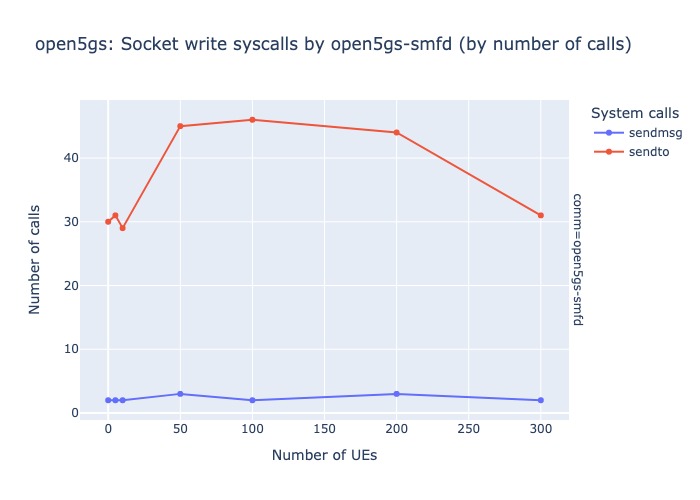 open5gs: Socket write syscalls by open5gs-smfd (by number of calls)
System calls
sendmsg
sendto
Number of calls
40
30
20
10
0
comm=open5gs-smfd
0 50 100 150 200 250 300
Number of UEs